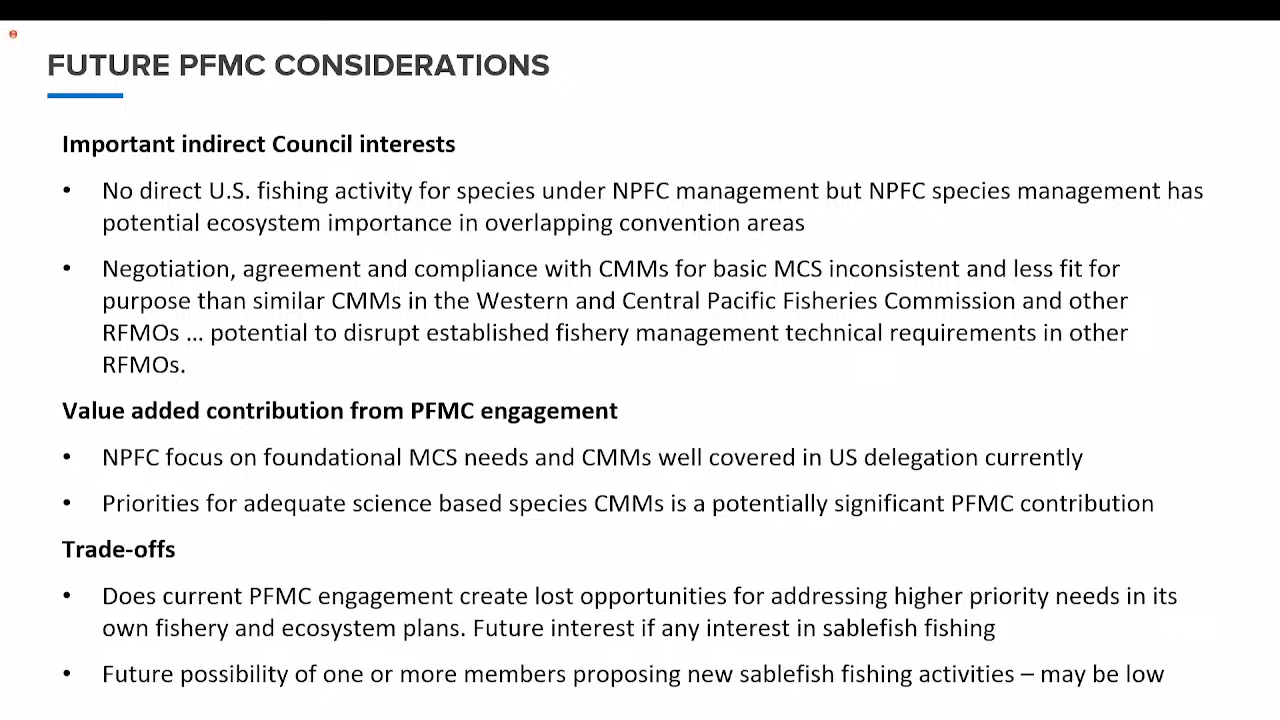 FUTURE PFMC CONSIDERATIONS
Important indirect Council interests
• No direct U.S. fishing activity for species under NPFC management but NPFC species management has
potential ecosystem importance in overlapping convention areas
• Negotiation, agreement and compliance with CMMs for basic MCS inconsistent and less fit for
purpose than similar CMMs in the Western and Central Pacific Fisheries Commission and other
RFMOs … potential to disrupt established fishery management technical requirements in other
RFMOs.
Value added contribution from PFMC engagement
• NPFC focus on foundational MCS needs and CMMs well covered in US delegation currently
• Priorities for adequate science based species CMMs is a potentially significant PFMC contribution
Trade-offs
• Does current PFMC engagement create lost opportunities for addressing higher priority needs in its
own fishery and ecosystem plans. Future interest if any interest in sablefish fishing
• Future possibility of one or more members proposing new sablefish fishing activities – may be low